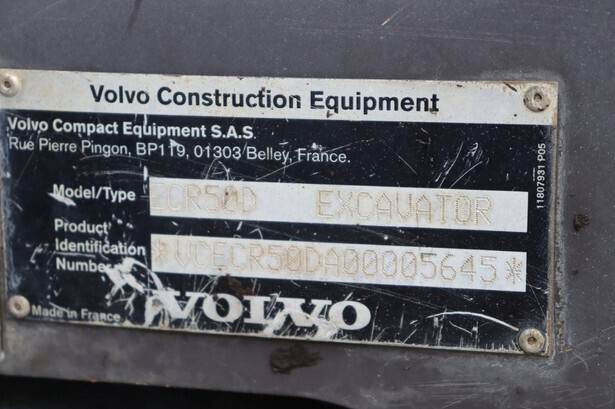 Volvo Construction Equipment
Volvo Compact Equipment S.A.S.
Rue Pierre Pingon, BP119, 01303 Belley, France.
Model/Type ECR50D EXCAVATOR
Product
Identification
Number *VCECR50DA00005645*
VOLVO
Made in France
11807931 P05